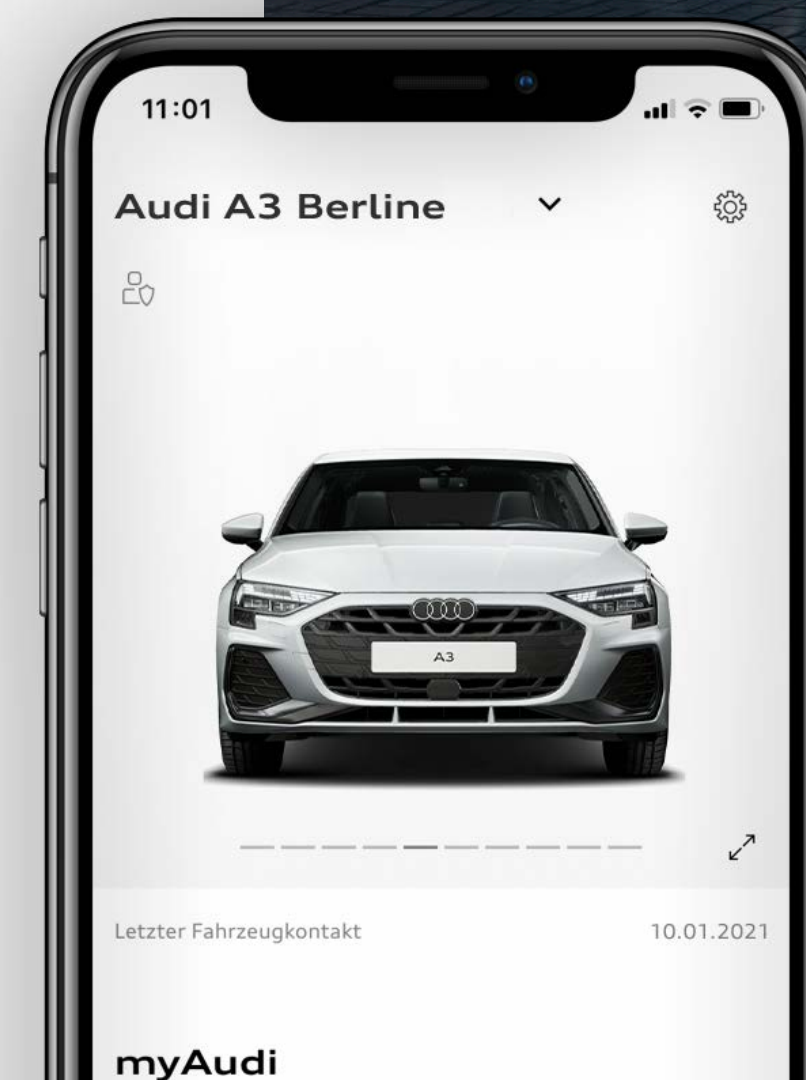 11:01
Audi A3 Berline
A3
Letzter Fahrzeugkontakt 10.01.2021
myAudi